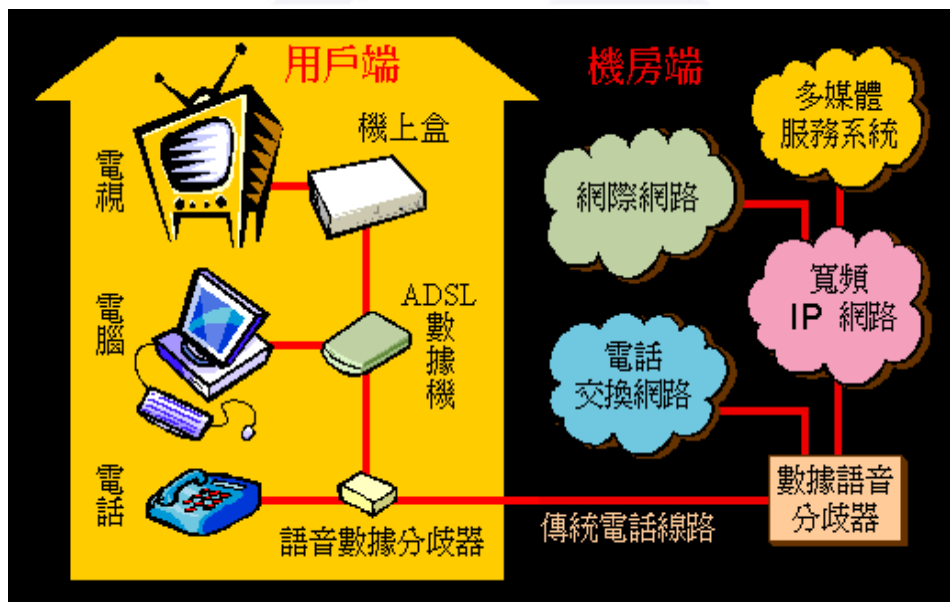 用戶端
機房端
多媒體
服務系統
機上盒
電視
網際網路
寬頻
IP 網路
ADSL
數據機
電腦
電話
交換網路
電話
數據語音
分歧器
語音數據分歧器
傳統電話線路